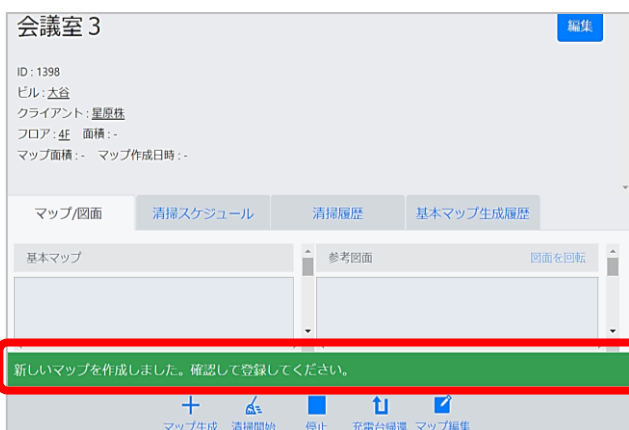 会議室３
編集
ID : 1398
ビル : 大谷
クライアント : 星原株
フロア : 4F 面積 : -
マップ面積 : - マップ作成日時 : -
マップ/図面 清掃スケジュール 清掃履歴 基本マップ生成履歴
基本マップ 参考図面 図面を回転
新しいマップを作成しました。確認して登録してください。
マップ生成 清掃開始 停止 充電台帰還 マップ編集